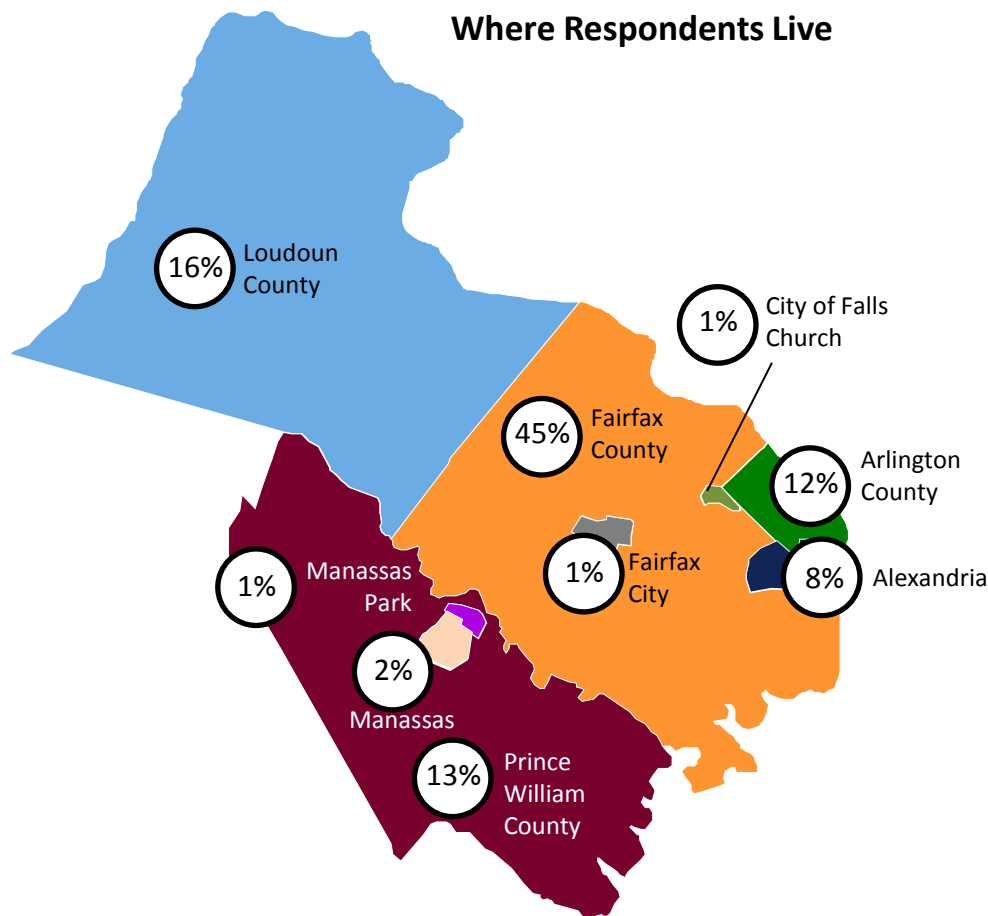 Where Respondents Live
16%
Loudoun
County
1%
City of Falls
Church
45%
Fairfax
County
12%
Arlington
County
1%
Fairfax
City
8%
Alexandria
1%
Manassas
Park
2%
Manassas
13%
Prince
William
County